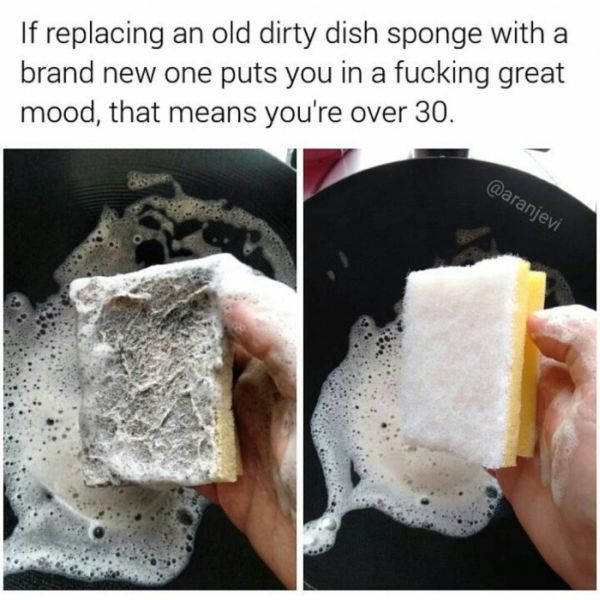 If replacing an old dirty dish sponge with a
brand new one puts you in a fucking great
mood, that means you're over 30.
@aranjevi